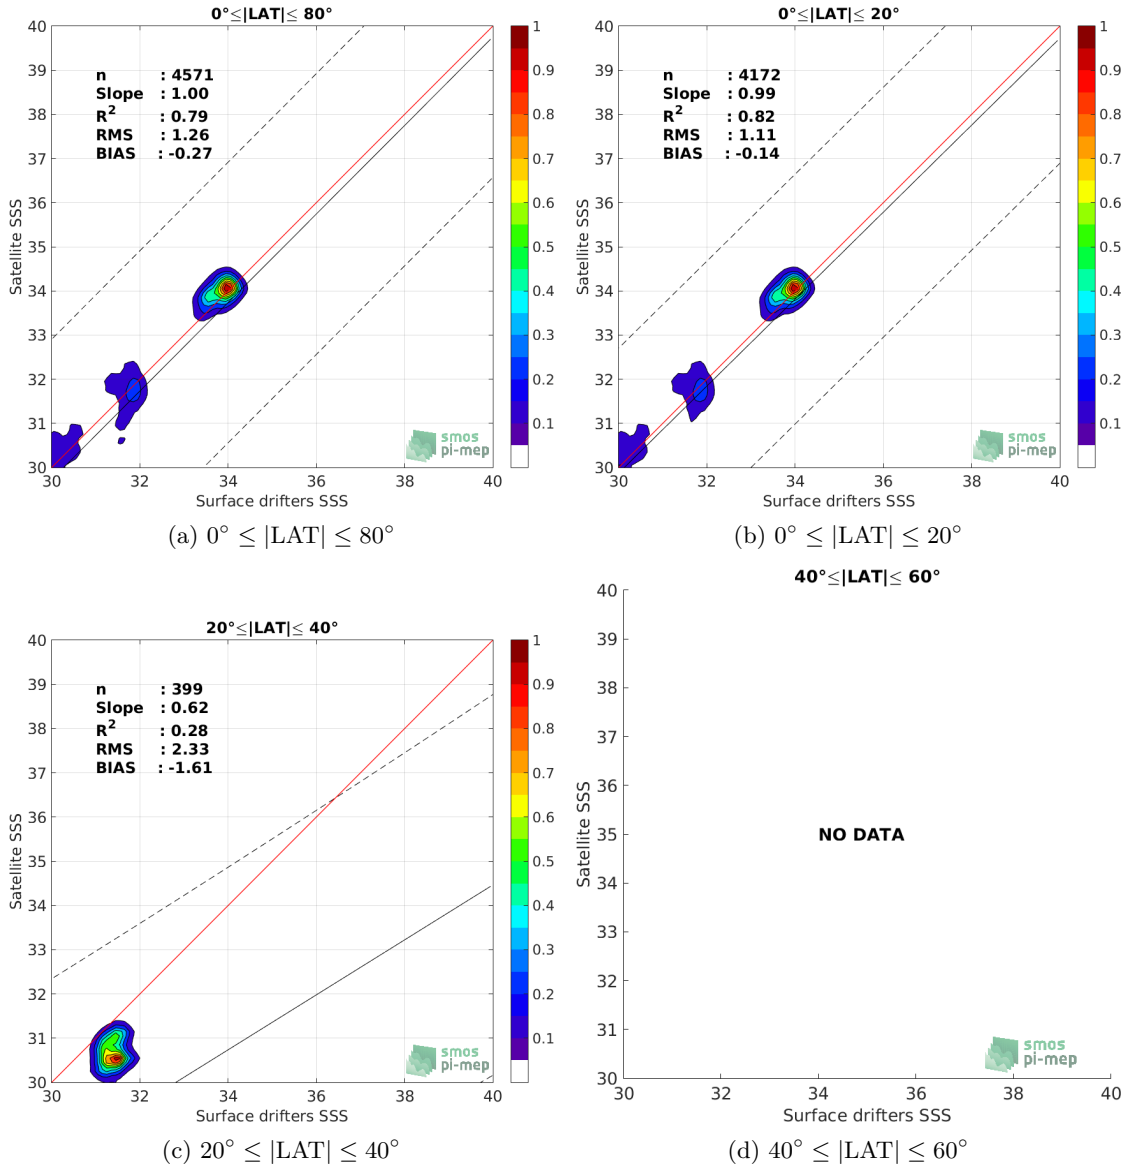 0°≤|LAT|≤ 80°
40
39
38
37
36
35
34
33
32
31
30
30
32
34
36
38
40
Satellite SSS
Surface drifters SSS
n : 4571
Slope : 1.00
R² : 0.79
RMS : 1.26
BIAS : -0.27
1
0.9
0.8
0.7
0.6
0.5
0.4
0.3
0.2
0.1
smos
pi-mep
(a) 0° ≤ |LAT| ≤ 80°
0°≤|LAT|≤ 20°
40
39
38
37
36
35
34
33
32
31
30
30
32
34
36
38
40
Satellite SSS
Surface drifters SSS
n : 4172
Slope : 0.99
R² : 0.82
RMS : 1.11
BIAS : -0.14
1
0.9
0.8
0.7
0.6
0.5
0.4
0.3
0.2
0.1
smos
pi-mep
(b) 0° ≤ |LAT| ≤ 20°
20°≤|LAT|≤ 40°
40
39
38
37
36
35
34
33
32
31
30
30
32
34
36
38
40
Satellite SSS
Surface drifters SSS
n : 399
Slope : 0.62
R² : 0.28
RMS : 2.33
BIAS : -1.61
1
0.9
0.8
0.7
0.6
0.5
0.4
0.3
0.2
0.1
smos
pi-mep
(c) 20° ≤ |LAT| ≤ 40°
40°≤|LAT|≤ 60°
40
39
38
37
36
35
34
33
32
31
30
30
32
34
36
38
40
Satellite SSS
Surface drifters SSS
NO DATA
smos
pi-mep
(d) 40° ≤ |LAT| ≤ 60°